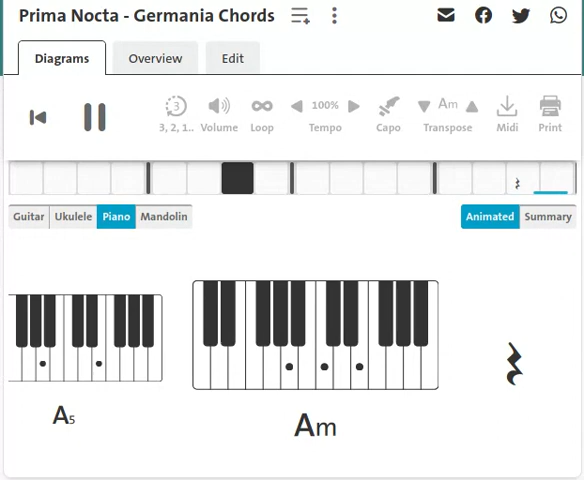 Prima Nocta - Germania Chords
Diagrams Overview Edit
3 100% Am
3, 2, 1.. Volume Loop Tempo Capo Transpose Midi Print
Guitar Ukulele Piano Mandolin Animated Summary
A5 Am